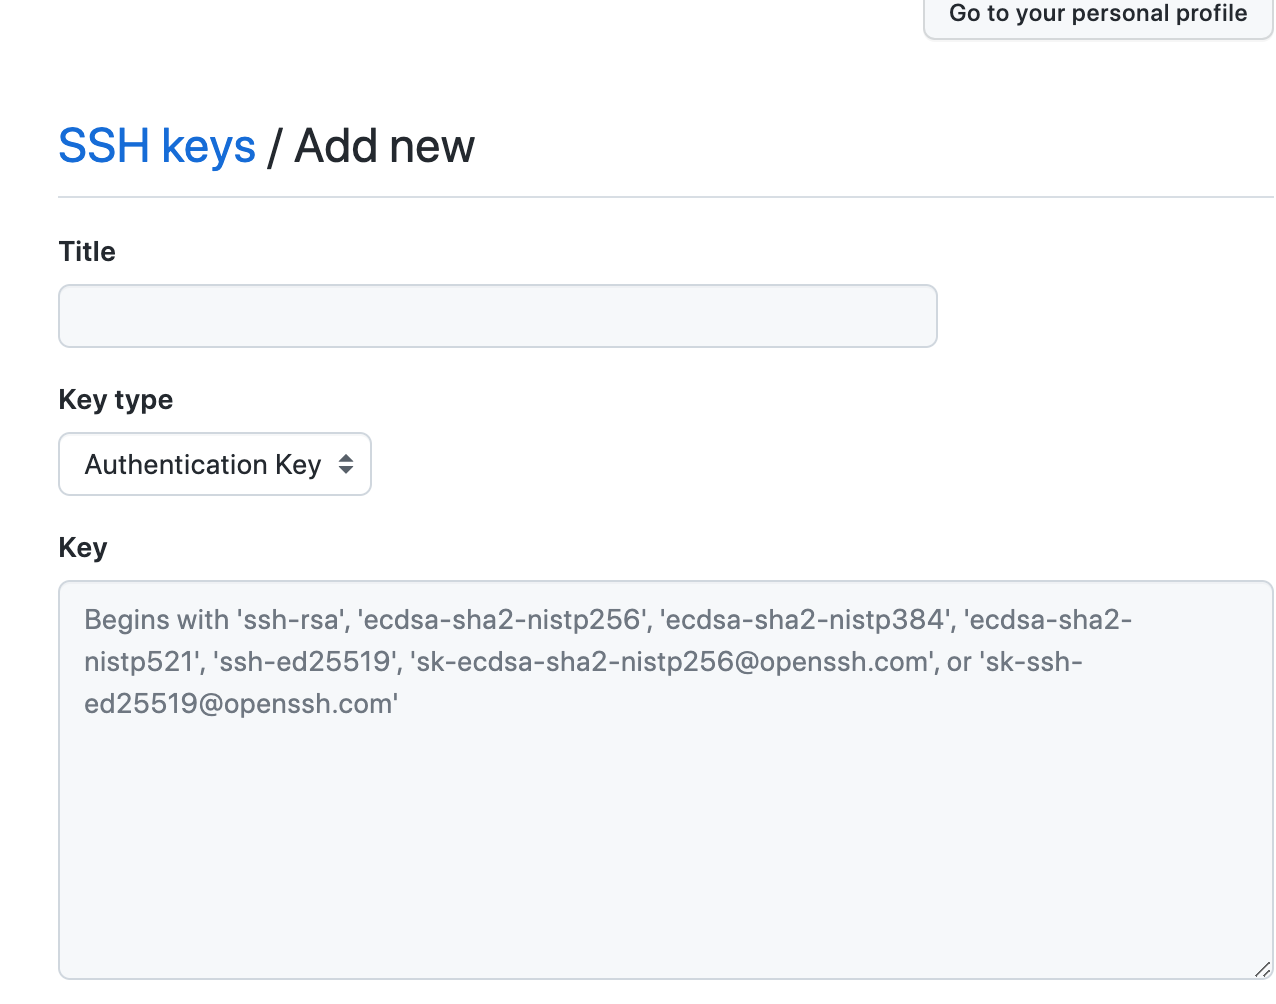 Go to your personal profile
SSH keys / Add new
Title
Key type
Authentication Key
Key
Begins with 'ssh-rsa', 'ecdsa-sha2-nistp256', 'ecdsa-sha2-nistp384', 'ecdsa-sha2-
nistp521', 'ssh-ed25519', 'sk-ecdsa-sha2-nistp256@openssh.com', or 'sk-ssh-
ed25519@openssh.com'